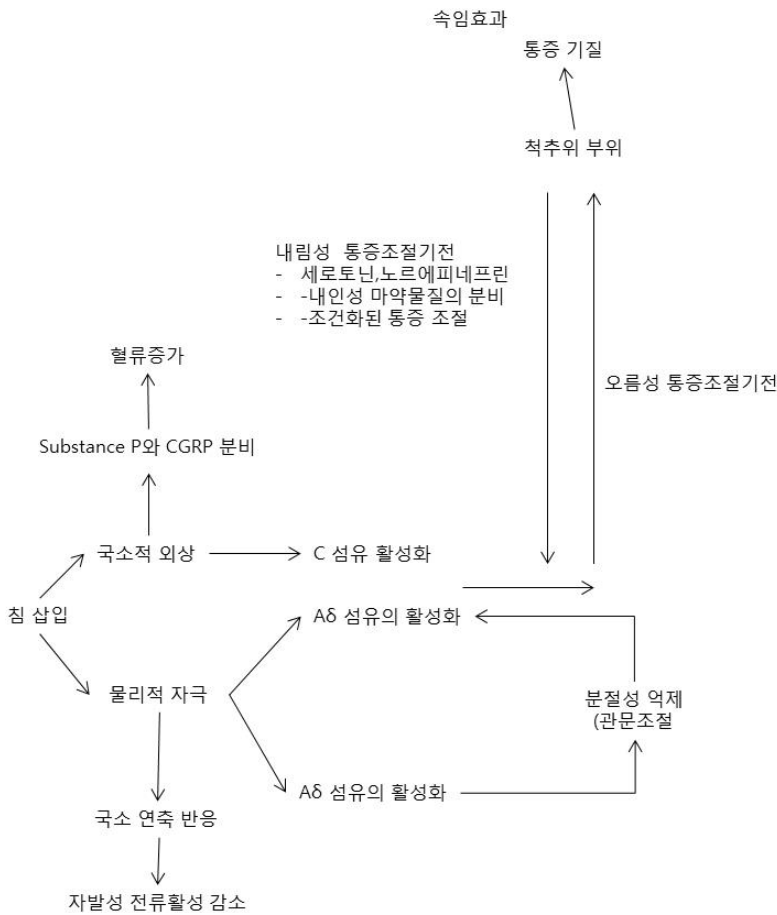 속임효과
통증 기질
척추위 부위
내림성 통증조절기전
- 세로토닌,노르에피네프린
- -내인성 마약물질의 분비
- -조건화된 통증 조절
혈류증가
오름성 통증조절기전
Substance P와 CGRP 분비
국소적 외상
C 섬유 활성화
침 삽입
Aδ 섬유의 활성화
물리적 자극
분절성 억제
(관문조절
Aδ 섬유의 활성화
국소 연축 반응
자발성 전류활성 감소